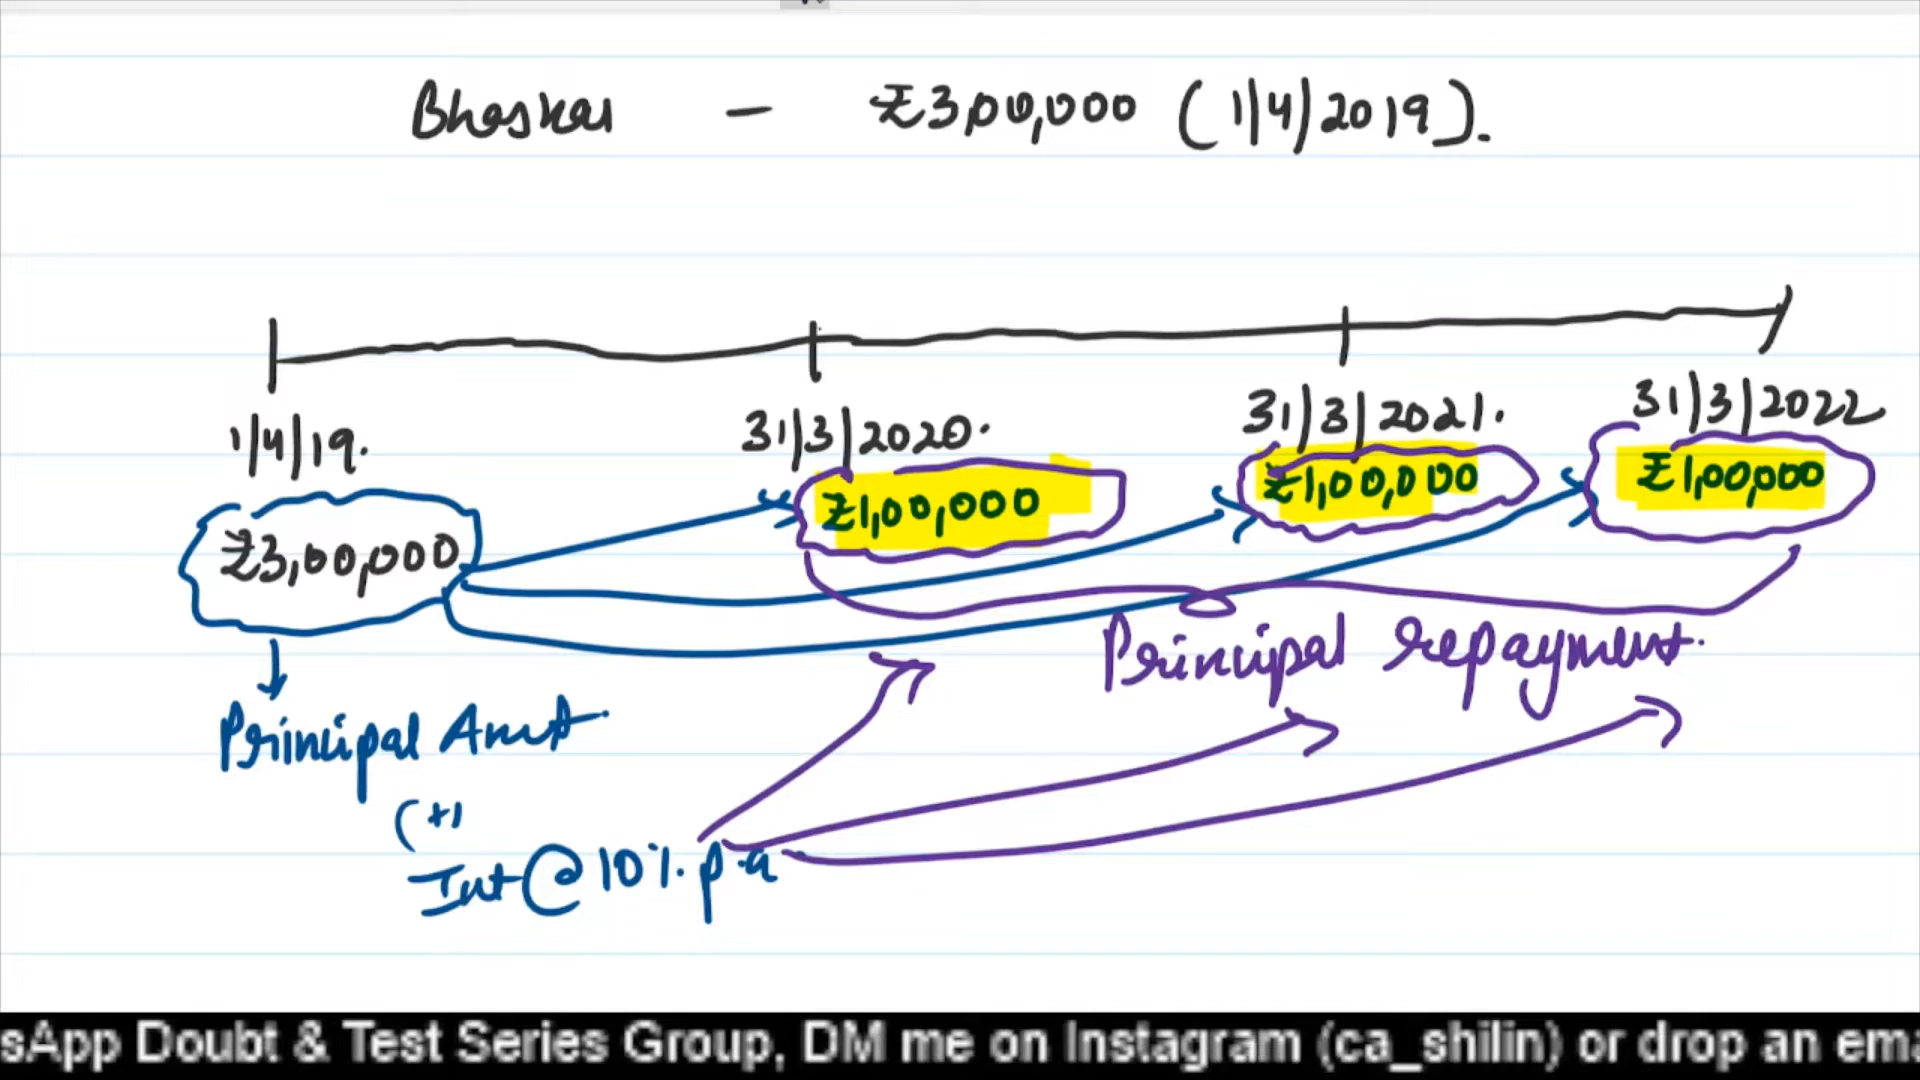 Bhaskar - ₹3,00,000 (1/4/2019).
1/4/19. 31/3/2020. 31/3/2021. 31/3/2022
₹3,00,000 ₹1,00,000 ₹1,00,000 ₹1,00,000
Principal repayment.
Principal Amt.
(+)
Int @ 10%. p.a
sApp Doubt & Test Series Group, DM me on Instagram (ca_shilin) or drop an ema